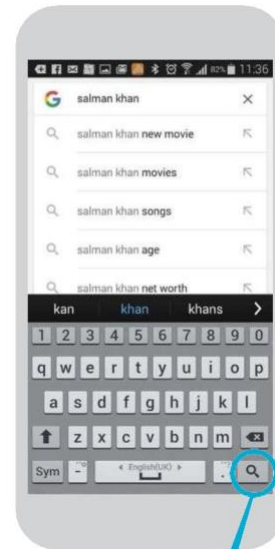 82% 11:36
salman khan
salman khan new movie
salman khan movies
salman khan songs
salman khan age
salman khan net worth
kan khan khans
1 2 3 4 5 6 7 8 9 0
q w e r t y u i o p
a s d f g h j k l
z x c v b n m
Sym English(UK) .